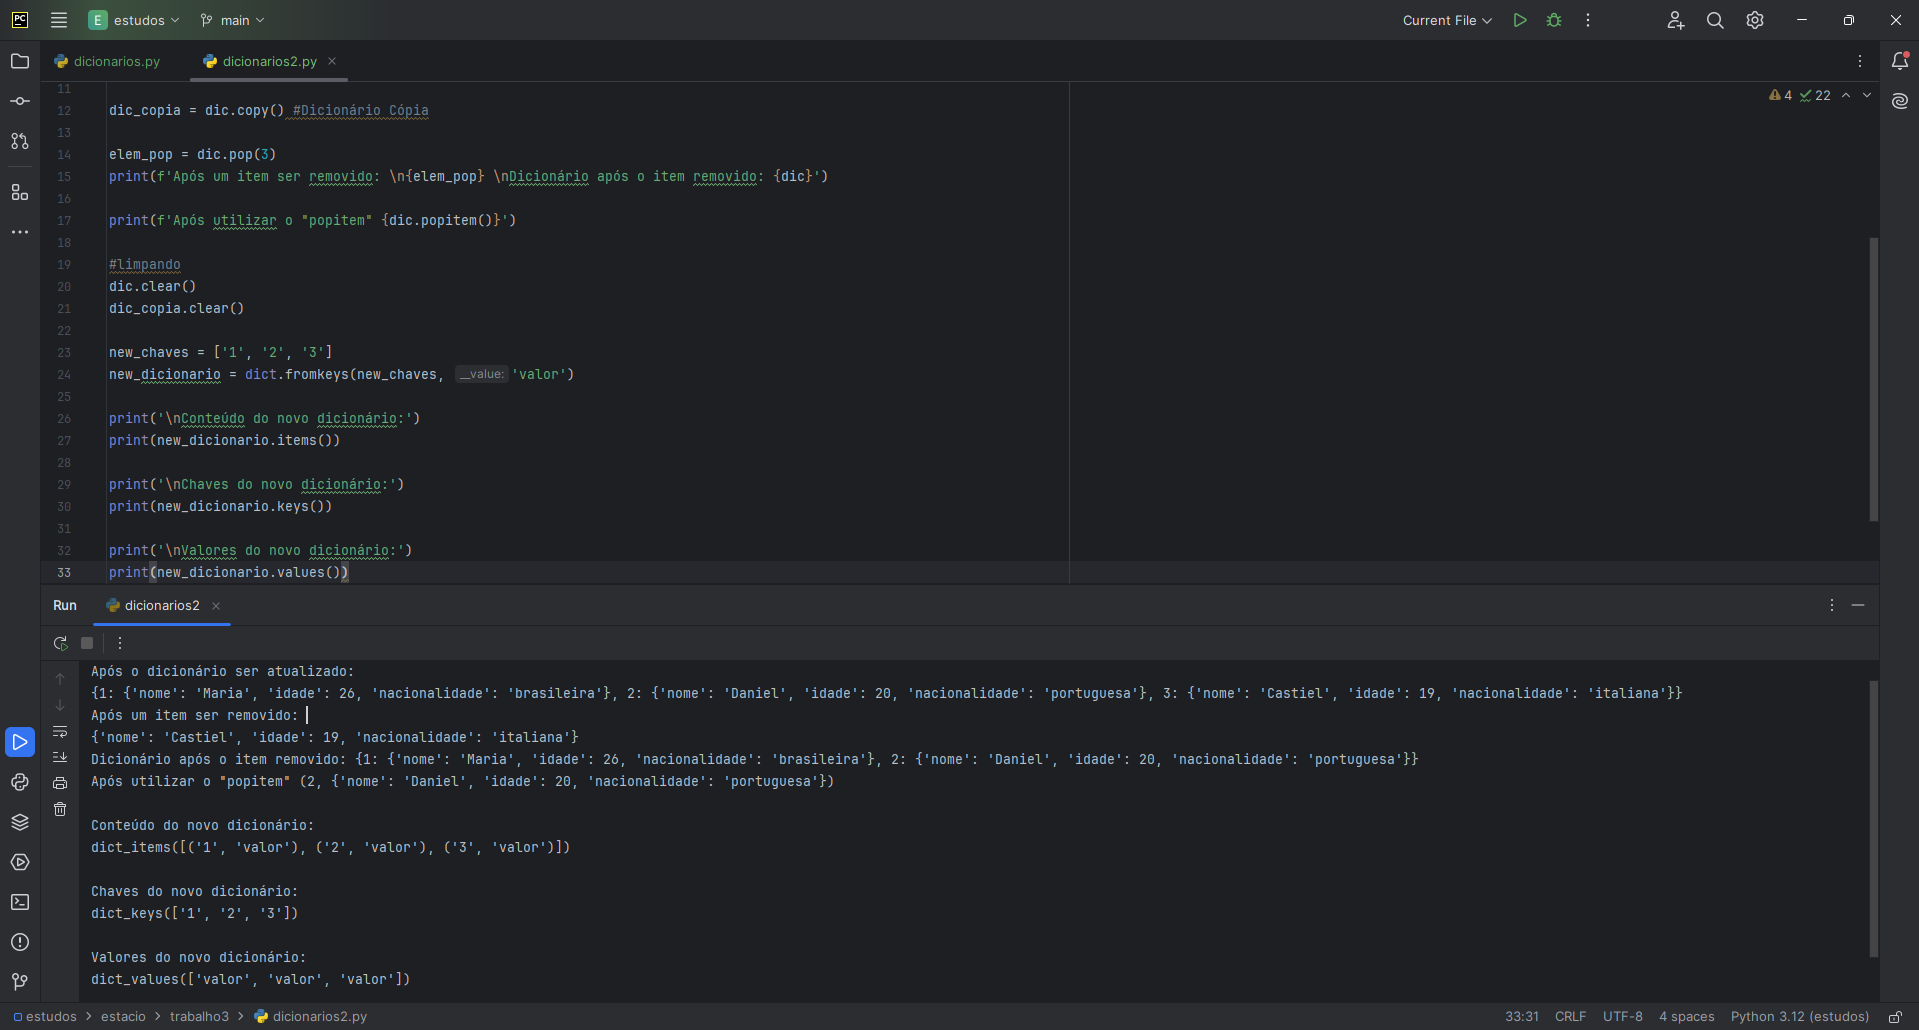 PC
E estudos
main
Current File
dicionarios.py
dicionarios2.py
4 22
11
12 dic_copia = dic.copy() #Dicionário Cópia
13
14 elem_pop = dic.pop(3)
15 print(f'Após um item ser removido: \n{elem_pop} \nDicionário após o item removido: {dic}')
16
17 print(f'Após utilizar o "popitem" {dic.popitem()}')
18
19 #limpando
20 dic.clear()
21 dic_copia.clear()
22
23 new_chaves = ['1', '2', '3']
24 new_dicionario = dict.fromkeys(new_chaves, __value: 'valor')
25
26 print('\nConteúdo do novo dicionário:')
27 print(new_dicionario.items())
28
29 print('\nChaves do novo dicionário:')
30 print(new_dicionario.keys())
31
32 print('\nValores do novo dicionário:')
33 print(new_dicionario.values())
Run
dicionarios2
Após o dicionário ser atualizado:
{1: {'nome': 'Maria', 'idade': 26, 'nacionalidade': 'brasileira'}, 2: {'nome': 'Daniel', 'idade': 20, 'nacionalidade': 'portuguesa'}, 3: {'nome': 'Castiel', 'idade': 19, 'nacionalidade': 'italiana'}}
Após um item ser removido:
{'nome': 'Castiel', 'idade': 19, 'nacionalidade': 'italiana'}
Dicionário após o item removido: {1: {'nome': 'Maria', 'idade': 26, 'nacionalidade': 'brasileira'}, 2: {'nome': 'Daniel', 'idade': 20, 'nacionalidade': 'portuguesa'}}
Após utilizar o "popitem" (2, {'nome': 'Daniel', 'idade': 20, 'nacionalidade': 'portuguesa'})
Conteúdo do novo dicionário:
dict_items([('1', 'valor'), ('2', 'valor'), ('3', 'valor')])
Chaves do novo dicionário:
dict_keys(['1', '2', '3'])
Valores do novo dicionário:
dict_values(['valor', 'valor', 'valor'])
estudos > estacio > trabalho3 > dicionarios2.py
33:31 CRLF UTF-8 4 spaces Python 3.12 (estudos)